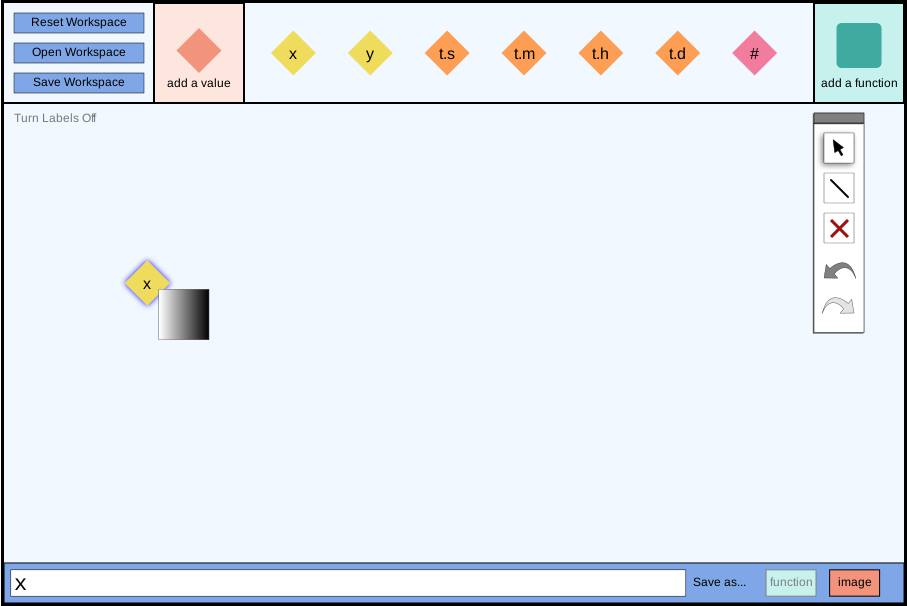 Reset Workspace
Open Workspace
Save Workspace
add a value
x
y
t.s
t.m
t.h
t.d
#
add a function
Turn Labels Off
x
x
Save as...
function
image